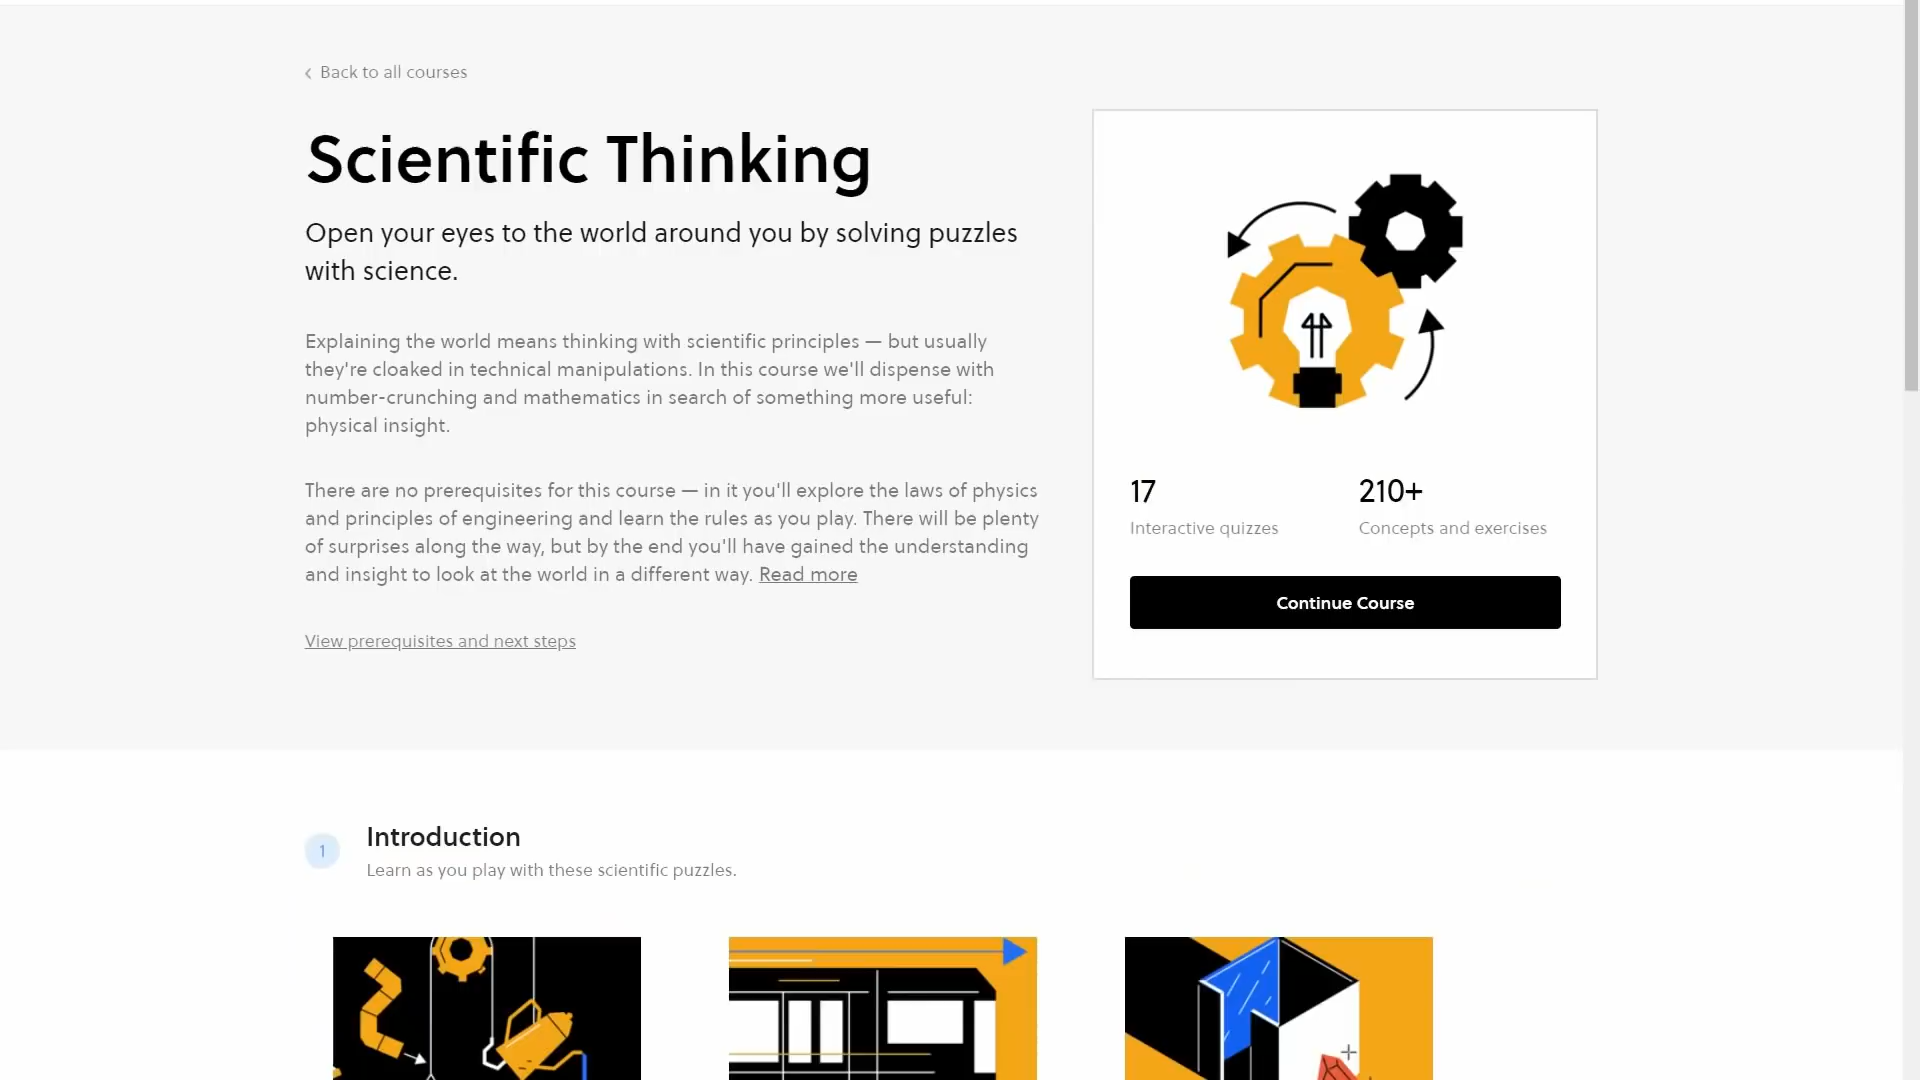 Back to all courses
Scientific Thinking
Open your eyes to the world around you by solving puzzles
with science.
Explaining the world means thinking with scientific principles — but usually
they're cloaked in technical manipulations. In this course we'll dispense with
number-crunching and mathematics in search of something more useful:
physical insight.
There are no prerequisites for this course — in it you'll explore the laws of physics
and principles of engineering and learn the rules as you play. There will be plenty
of surprises along the way, but by the end you'll have gained the understanding
and insight to look at the world in a different way. Read more
View prerequisites and next steps
17
Interactive quizzes
210+
Concepts and exercises
Continue Course
1
Introduction
Learn as you play with these scientific puzzles.